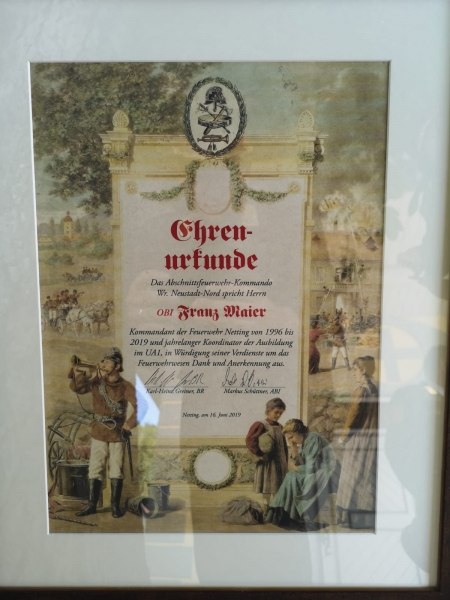 Ehren-
urkunde
Das Abschnittsfeuerwehr-Kommando
Wr. Neustadt-Nord spricht Herrn
OBI Franz Maier
Kommandant der Feuerwehr Netting von 1996 bis
2019 und jahrelanger Koordinator der Ausbildung
im UA1, in Würdigung seiner Verdienste um das
Feuerwehrwesen Dank und Anerkennung aus.
Karl-Heinz Greiner, BR Markus Schüttner, ABI
Netting, am 16. Juni 2019